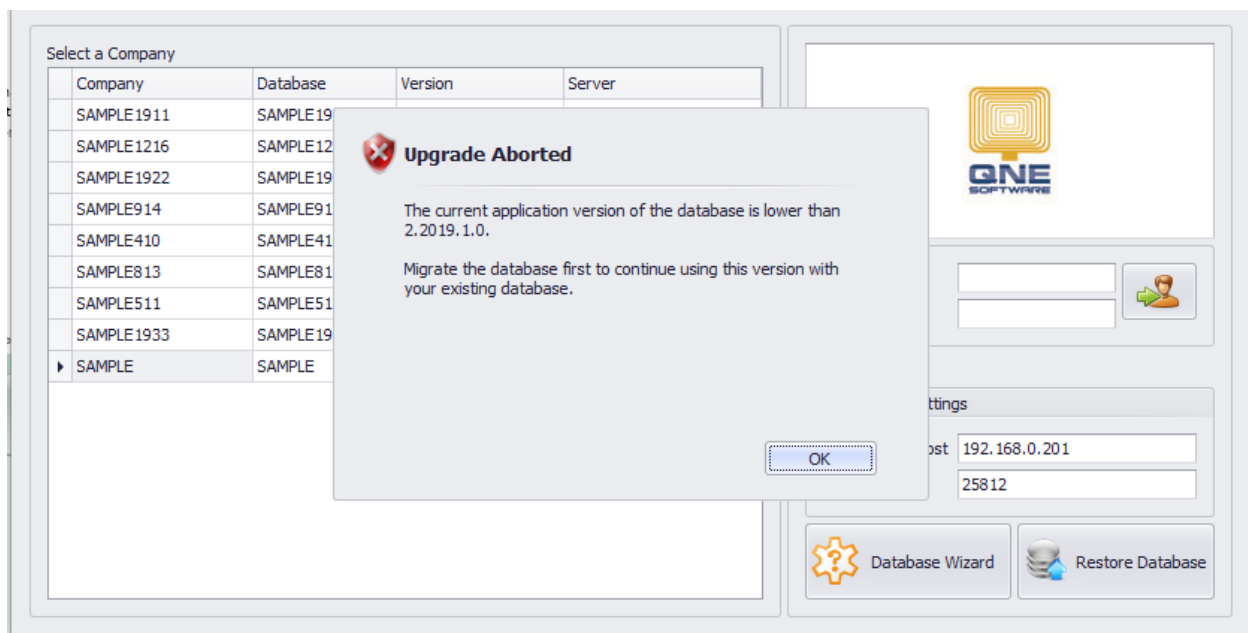 Select a Company
Company Database Version Server
SAMPLE1911 SAMPLE19
SAMPLE1216 SAMPLE12
SAMPLE1922 SAMPLE19
SAMPLE914 SAMPLE91
SAMPLE410 SAMPLE41
SAMPLE813 SAMPLE81
SAMPLE511 SAMPLE51
SAMPLE1933 SAMPLE19
SAMPLE SAMPLE
Upgrade Aborted
The current application version of the database is lower than
2.2019.1.0.
Migrate the database first to continue using this version with
your existing database.
OK
QNE
SOFTWARE
ttings
ost 192.168.0.201
25812
Database Wizard
Restore Database